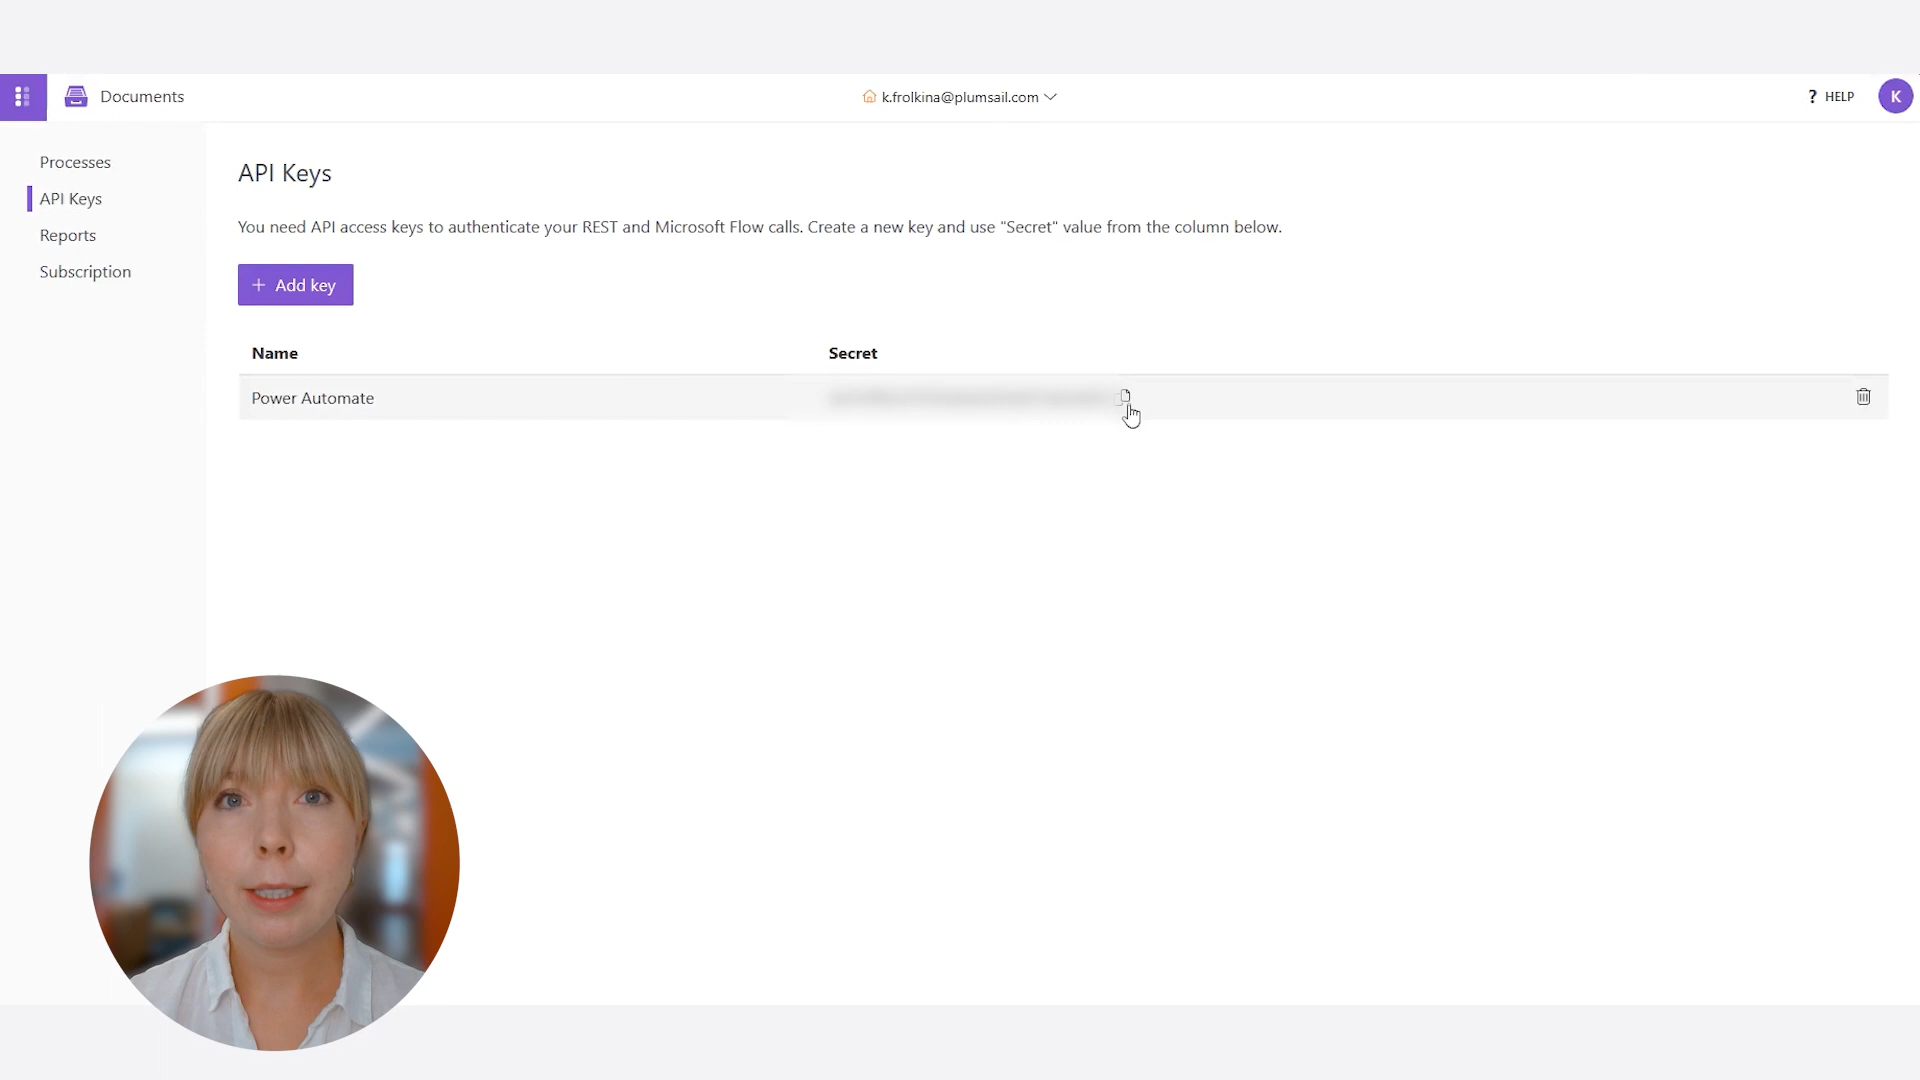 Documents
k.frolkina@plumsail.com
? HELP
K
Processes
API Keys
Reports
Subscription
API Keys
You need API access keys to authenticate your REST and Microsoft Flow calls. Create a new key and use "Secret" value from the column below.
+ Add key
Name Secret
Power Automate